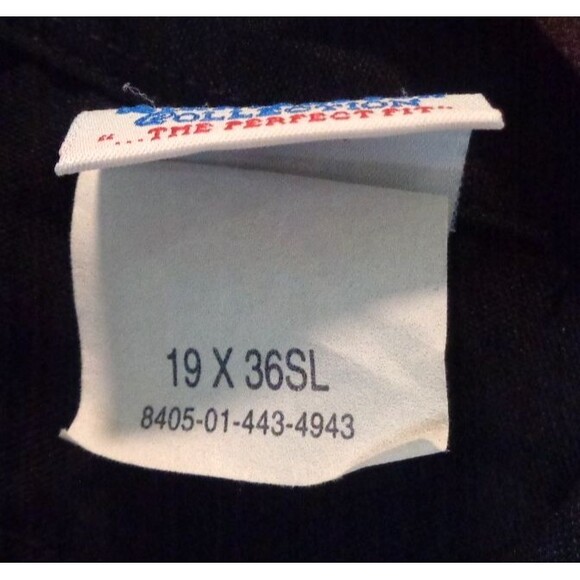 COLLECTION
"...THE PERFECT FIT"
19 X 36SL
8405-01-443-4943